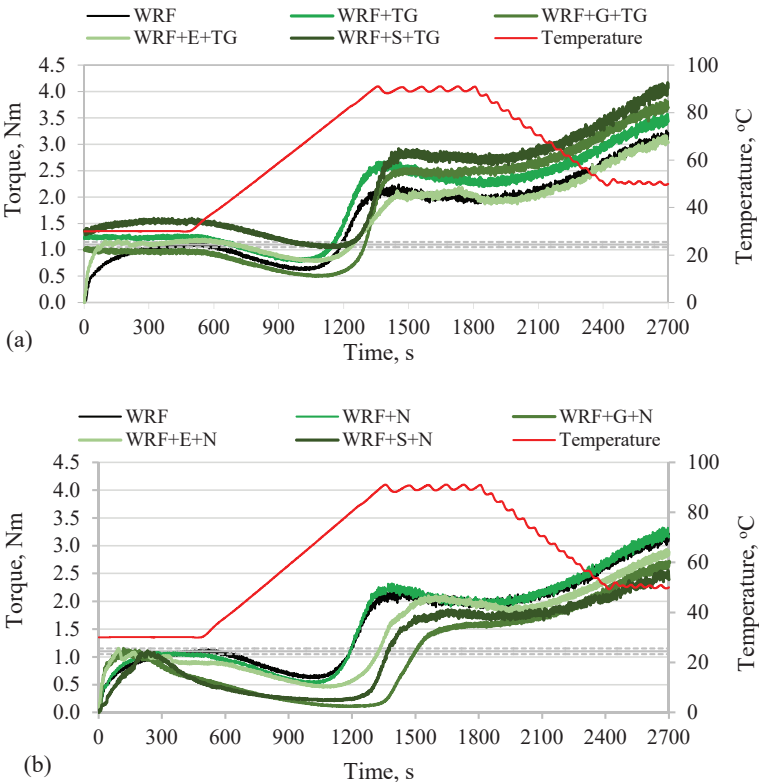 WRF WRF+TG WRF+G+TG
WRF+E+TG WRF+S+TG Temperature
4.5 100
4.0
3.5 80
3.0
2.5 60
2.0
1.5 40
1.0
0.5 20
0.0 0
Torque, Nm
Temperature, °C
0 300 600 900 1200 1500 1800 2100 2400 2700
(a) Time, s
WRF WRF+N WRF+G+N
WRF+E+N WRF+S+N Temperature
4.5 100
4.0
3.5 80
3.0
2.5 60
2.0
1.5 40
1.0
0.5 20
0.0 0
Torque, Nm
Temperature, °C
0 300 600 900 1200 1500 1800 2100 2400 2700
(b) Time, s